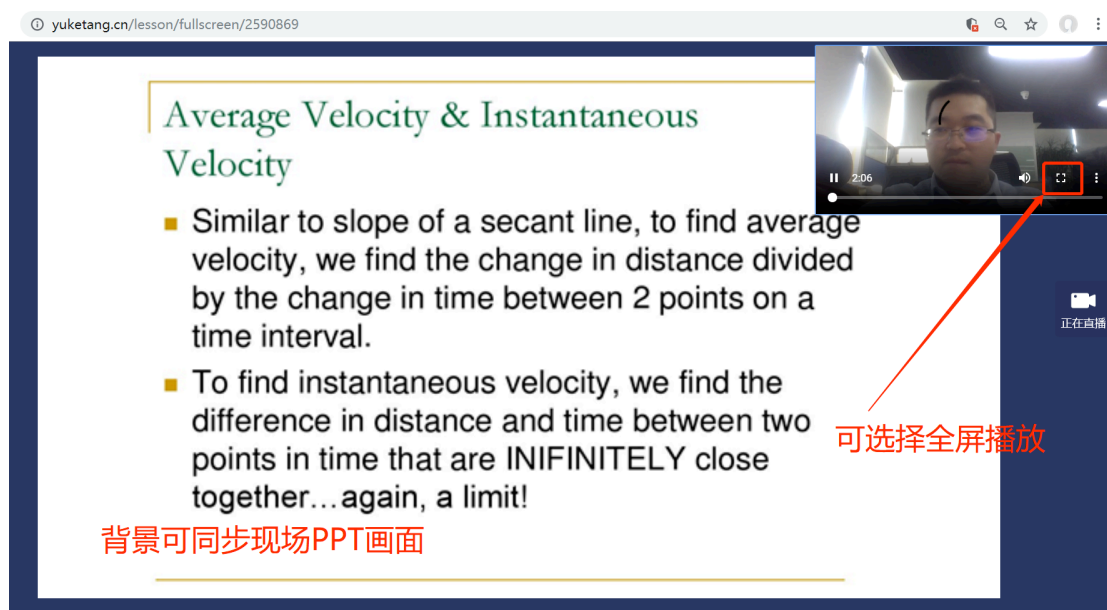 yuketang.cn/lesson/fullscreen/2590869
Average Velocity & Instantaneous
Velocity
Similar to slope of a secant line, to find average
velocity, we find the change in distance divided
by the change in time between 2 points on a
time interval.
To find instantaneous velocity, we find the
difference in distance and time between two
points in time that are INIFINITELY close
together…again, a limit!
2:06
正在直播
可选择全屏播放
背景可同步现场PPT画面